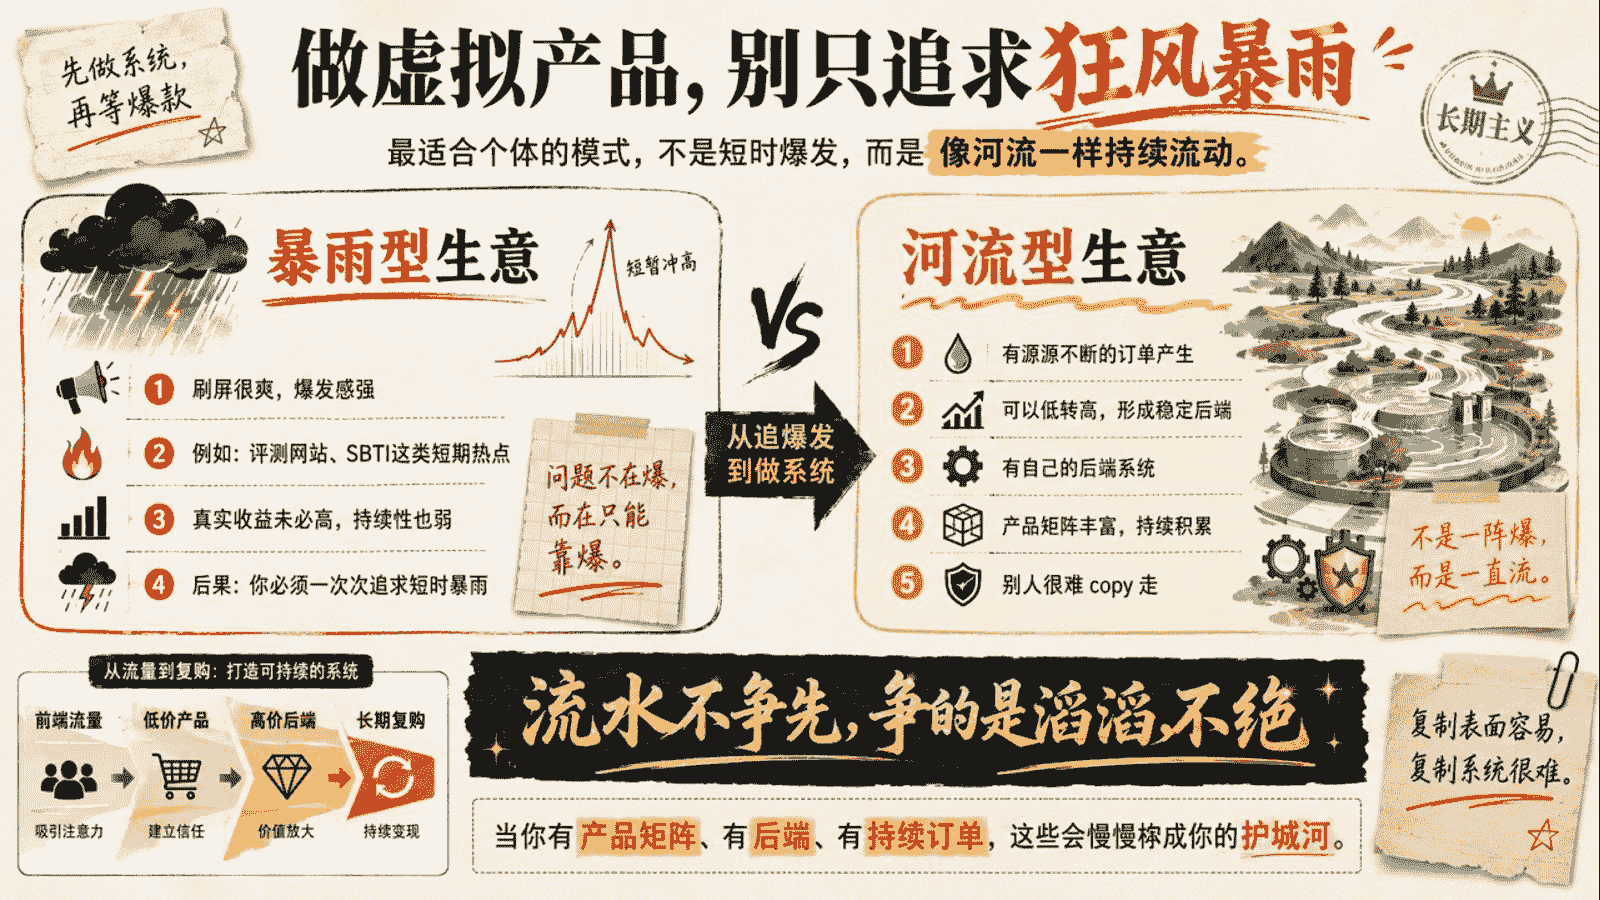 先做系统，
再等爆款
做虚拟产品，别只追求狂风暴雨
最适合个体的模式，不是短时爆发，而是 像河流一样持续流动。
长期主义
暴雨型生意
短暂冲高
1 刷屏很爽，爆发感强
2 例如：评测网站、SBTI这类短期热点
3 真实收益未必高，持续性也弱
4 后果：你必须一次次追求短时暴雨
问题不在爆，
而在只能
靠爆。
VS
从追爆发
到做系统
河流型生意
1 有源源不断的订单产生
2 可以低转高，形成稳定后端
3 有自己的后端系统
4 产品矩阵丰富，持续积累
5 别人很难 copy 走
不是一阵爆，
而是一直流。
从流量到复购：打造可持续的系统
前端流量
吸引注意力
低价产品
建立信任
高价后端
价值放大
长期复购
持续变现
流水不争先，争的是滔滔不绝
当你有 产品矩阵、有 后端、有 持续订单，这些会慢慢成你的护城河。
复制表面容易，
复制系统很难。